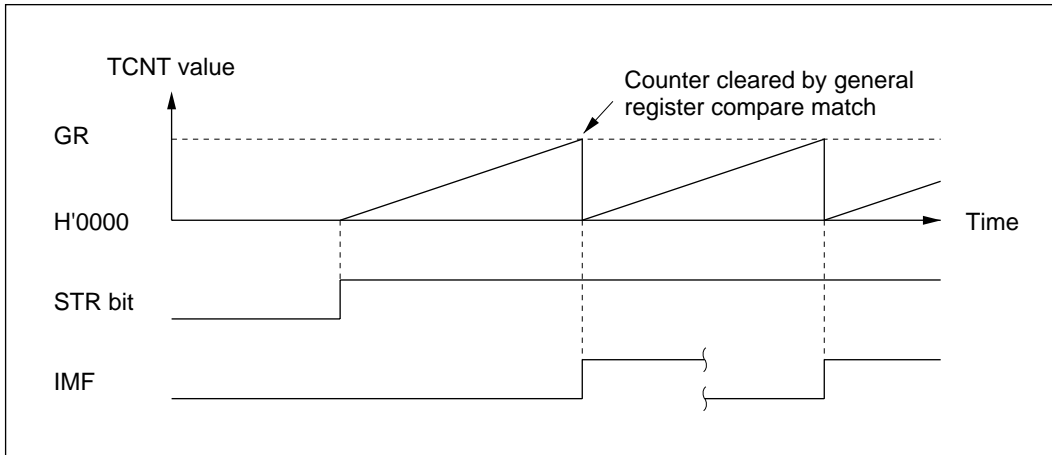 TCNT value
Counter cleared by general
register compare match
GR
H'0000
Time
STR bit
IMF